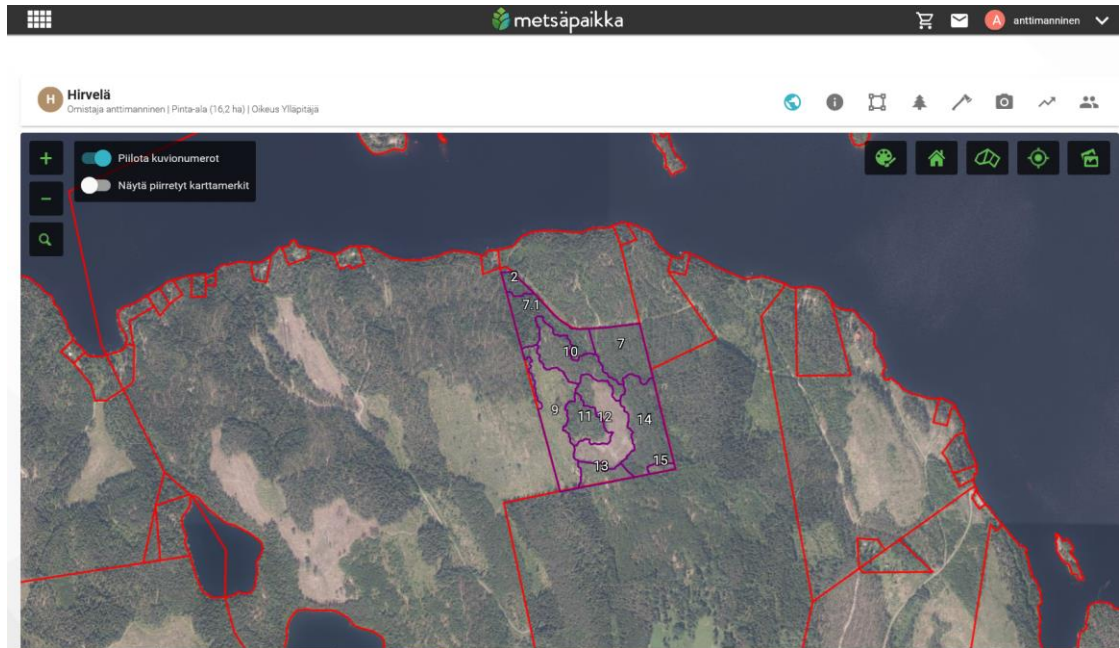 metsäpaikka
A anttimanninen
H Hirvelä
Omistaja anttimanninen | Pinta-ala (16,2 ha) | Oikeus Ylläpitäjä
Piilota kuvionumerot
Näytä piirretyt karttamerkit
2
7.1
10
7
9
11
12
14
13
15